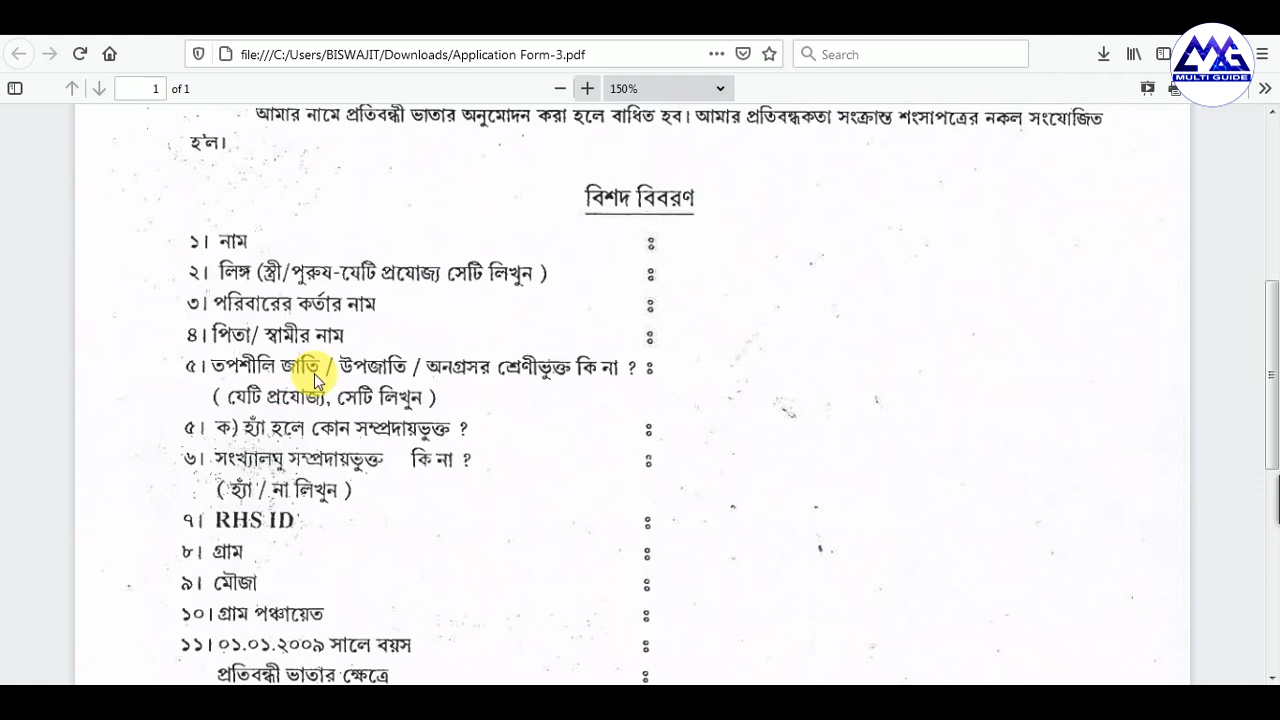 file:///C:/Users/BISWAJIT/Downloads/Application Form-3.pdf
Search
MULTI GUIDE
1 of 1
150%
আমার নামে প্রতিবন্ধী ভাতার অনুমোদন করা হলে বাধিত হব। আমার প্রতিবন্ধকতা সংক্রান্ত শংসাপত্রের নকল সংযোজিত
হ'ল।
বিশদ বিবরণ
১। নাম :
২। লিঙ্গ (স্ত্রী/পুরুষ-যেটি প্রযোজ্য সেটি লিখুন ) :
৩। পরিবারের কর্তার নাম :
৪। পিতা/ স্বামীর নাম :
৫। তপশীলি জাতি / উপজাতি / অনগ্রসর শ্রেণীভুক্ত কি না ? :
( যেটি প্রযোজ্য, সেটি লিখুন )
৫। ক) হ্যাঁ হলে কোন সম্প্রদায়ভুক্ত ? :
৬। সংখ্যালঘু সম্প্রদায়ভুক্ত কি না ? :
( হ্যাঁ / না লিখুন )
৭। RHS ID :
৮। গ্রাম :
৯। মৌজা :
১০। গ্রাম পঞ্চায়েত :
১১। ০১.০১.২০০৯ সালে বয়স :
প্রতিবন্ধী ভাতার ক্ষেত্রে :